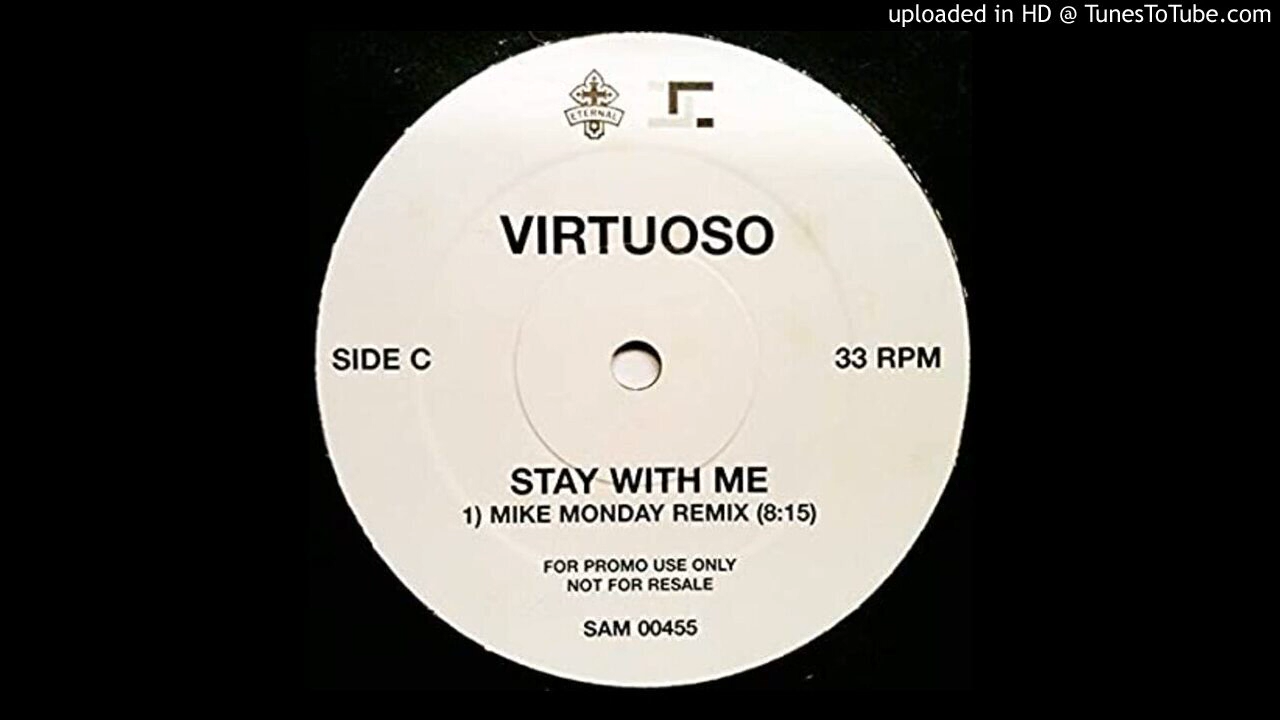 uploaded in HD @ TunesToTube.com
ETERNAL
VIRTUOSO
SIDE C
33 RPM
STAY WITH ME
1) MIKE MONDAY REMIX (8:15)
FOR PROMO USE ONLY
NOT FOR RESALE
SAM 00455